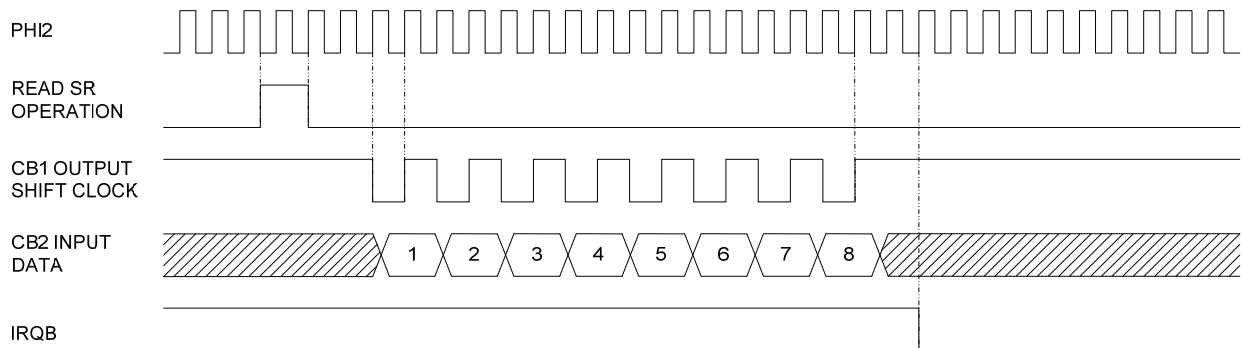 PHI2
READ SR
OPERATION
CB1 OUTPUT
SHIFT CLOCK
CB2 INPUT
DATA
1 2 3 4 5 6 7 8
IRQB